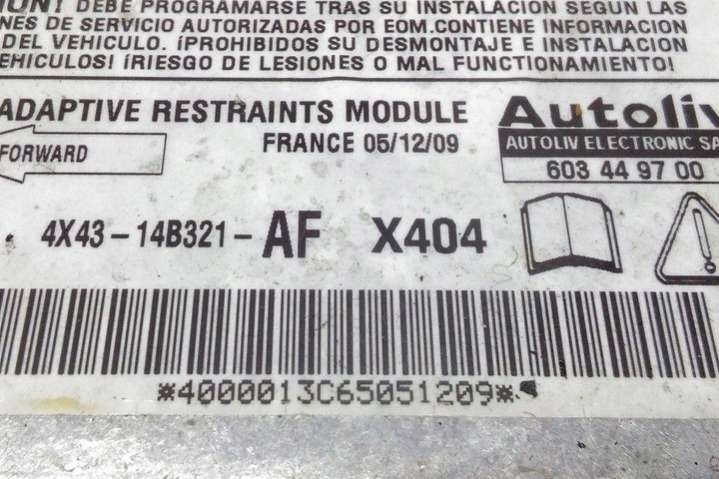 DEBE PROGRAMARSE TRAS SU INSTALACION SEGUN LAS
NES DE SERVICIO AUTORIZADAS POR EOM.CONTIENE INFORMACION
DEL VEHICULO. ¡PROHIBIDOS SU DESMONTAJE E INSTALACION
VEHICULOS! ¡RIESGO DE LESIONES O MAL FUNCTIONAMIENTO!
ADAPTIVE RESTRAINTS MODULE
FRANCE 05/12/09
FORWARD
Autoliv
AUTOLIV ELECTRONIC SA
603 44 97 00
4X43-14B321-AF X404
*4000013C65051209*